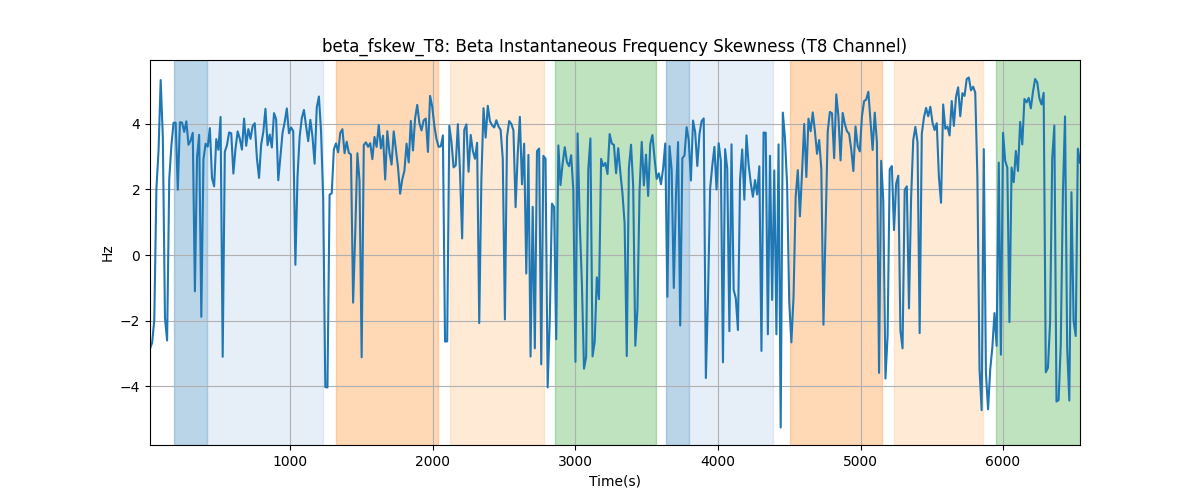 beta_fskew_T8: Beta Instantaneous Frequency Skewness (T8 Channel)
Hz
4
2
0
−2
−4
1000 2000 3000 4000 5000 6000
Time(s)